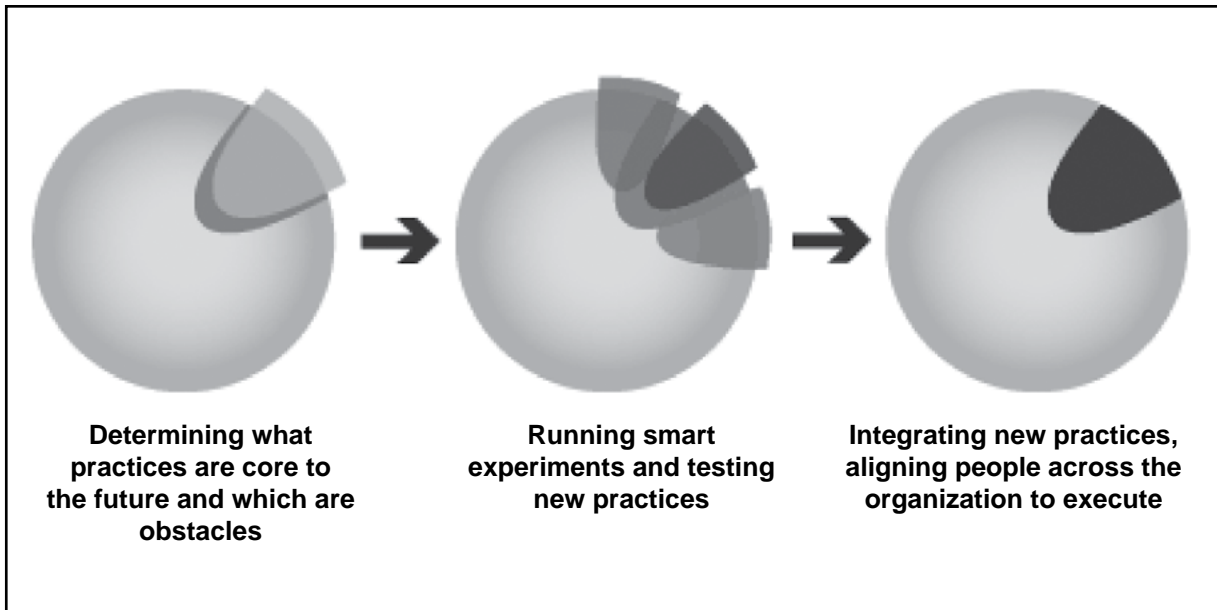 Determining what
practices are core to
the future and which are
obstacles
Running smart
experiments and testing
new practices
Integrating new practices,
aligning people across the
organization to execute